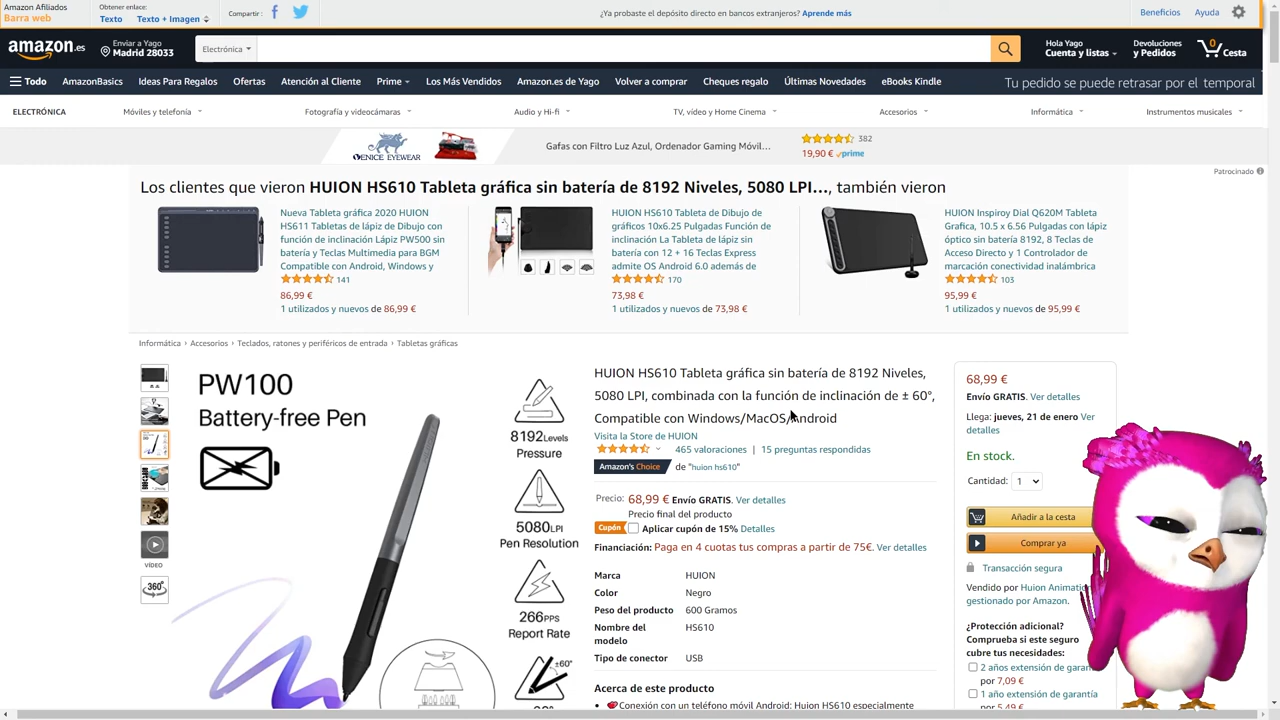 Amazon Afiliados
Barra web
Obtener enlace:
Texto Texto + Imagen
Compartir :
¿Ya probaste el depósito directo en bancos extranjeros? Aprende más
Beneficios Ayuda
amazon.es
Enviar a Yago
Madrid 28033
Electrónica
Hola Yago
Cuenta y listas
Devoluciones
y Pedidos
0
Cesta
Todo AmazonBasics Ideas Para Regalos Ofertas Atención al Cliente Prime Los Más Vendidos Amazon.es de Yago Volver a comprar Cheques regalo Últimas Novedades eBooks Kindle Tu pedido se puede retrasar por el temporal
ELECTRÓNICA Móviles y telefonía Fotografía y videocámaras Audio y Hi-fi TV, vídeo y Home Cinema Accesorios Informática Instrumentos musicales
Gafas con Filtro Luz Azul, Ordenador Gaming Móvil...
382
19,90 € prime
Patrocinado
Los clientes que vieron HUION HS610 Tableta gráfica sin batería de 8192 Niveles, 5080 LPI..., también vieron
Nueva Tableta gráfica 2020 HUION
HS611 Tabletas de lápiz de Dibujo con
función de inclinación Lápiz PW500 sin
batería y Teclas Multimedia para BGM
Compatible con Android, Windows y
141
86,99 €
1 utilizados y nuevos de 86,99 €
HUION HS610 Tableta de Dibujo de
gráficos 10x6.25 Pulgadas Función de
inclinación La Tableta de lápiz sin
batería con 12 + 16 Teclas Express
admite OS Android 6.0 además de
170
73,98 €
1 utilizados y nuevos de 73,98 €
HUION Inspiroy Dial Q620M Tableta
Grafica, 10.5 x 6.56 Pulgadas con lápiz
óptico sin batería 8192, 8 Teclas de
Acceso Directo y 1 Controlador de
marcación conectividad inalámbrica
103
95,99 €
1 utilizados y nuevos de 95,99 €
Informática › Accesorios › Teclados, ratones y periféricos de entrada › Tabletas gráficas
VÍDEO
360°
PW100
Battery-free Pen
8192Levels
Pressure
5080LPI
Pen Resolution
266PPS
Report Rate
±60°
HUION HS610 Tableta gráfica sin batería de 8192 Niveles,
5080 LPI, combinada con la función de inclinación de ± 60°,
Compatible con Windows/MacOS/Android
Visita la Store de HUION
465 valoraciones | 15 preguntas respondidas
Amazon's Choice de "huion hs610"
Precio: 68,99 € Envío GRATIS. Ver detalles
Precio final del producto
Cupón Aplicar cupón de 15% Detalles
Financiación: Paga en 4 cuotas tus compras a partir de 75€. Ver detalles
Marca HUION
Color Negro
Peso del producto 600 Gramos
Nombre del
modelo HS610
Tipo de conector USB
Acerca de este producto
Conexión con un teléfono móvil Android: Huion HS610 especialmente
68,99 €
Envío GRATIS. Ver detalles
Llega: jueves, 21 de enero Ver
detalles
En stock.
Cantidad: 1
Añadir a la cesta
Comprar ya
Transacción segura
Vendido por Huion Animatio
gestionado por Amazon.
¿Protección adicional?
Comprueba si este seguro
cubre tus necesidades:
2 años extensión de garan
por 7,09 €
1 año extensión de garantía
por 5,49 €